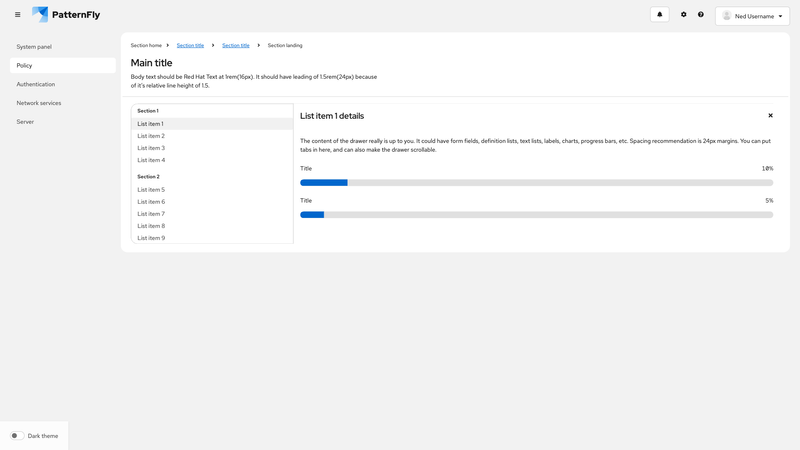 PatternFly
Ned Username
System panel
Policy
Authentication
Network services
Server
Section home
Section title
Section title
Section landing
Main title
Body text should be Red Hat Text at 1rem(16px). It should have leading of 1.5rem(24px) because
of it's relative line height of 1.5.
Section 1
List item 1
List item 2
List item 3
List item 4
Section 2
List item 5
List item 6
List item 7
List item 8
List item 9
List item 1 details
The content of the drawer really is up to you. It could have form fields, definition lists, text lists, labels, charts, progress bars, etc. Spacing recommendation is 24px margins. You can put
tabs in here, and can also make the drawer scrollable.
Title 10%
Title 5%
Dark theme